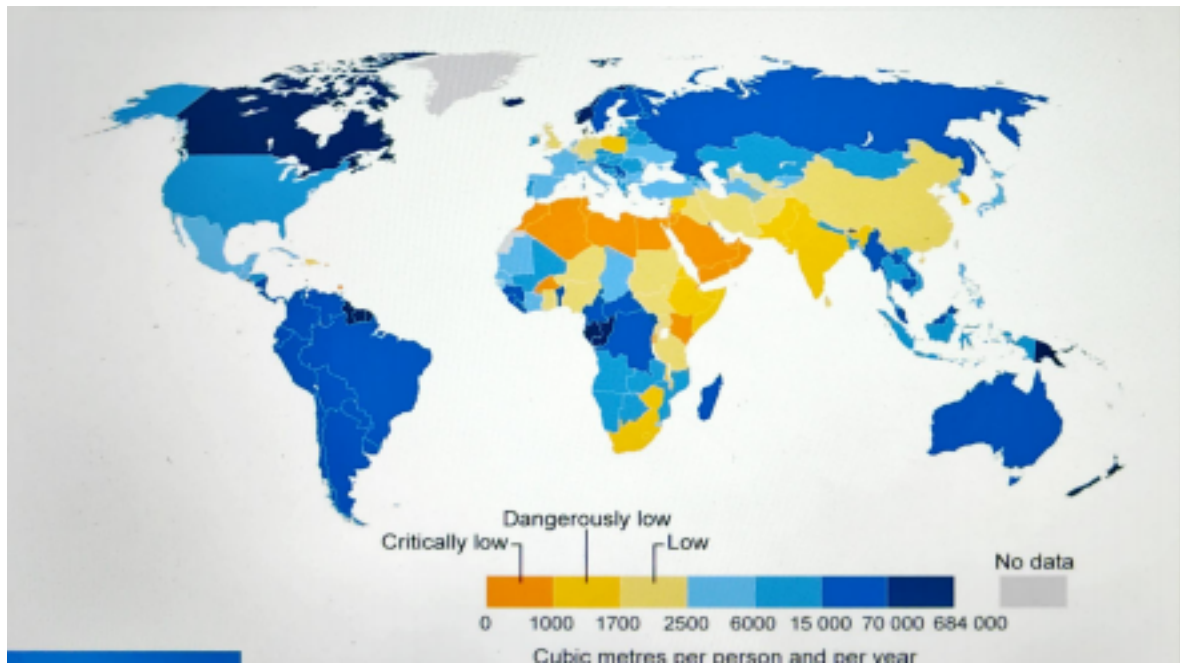 Dangerously low
Critically low
Low
No data
0 1000 1700 2500 6000 15 000 70 000 684 000
Cubic metres per person and per year